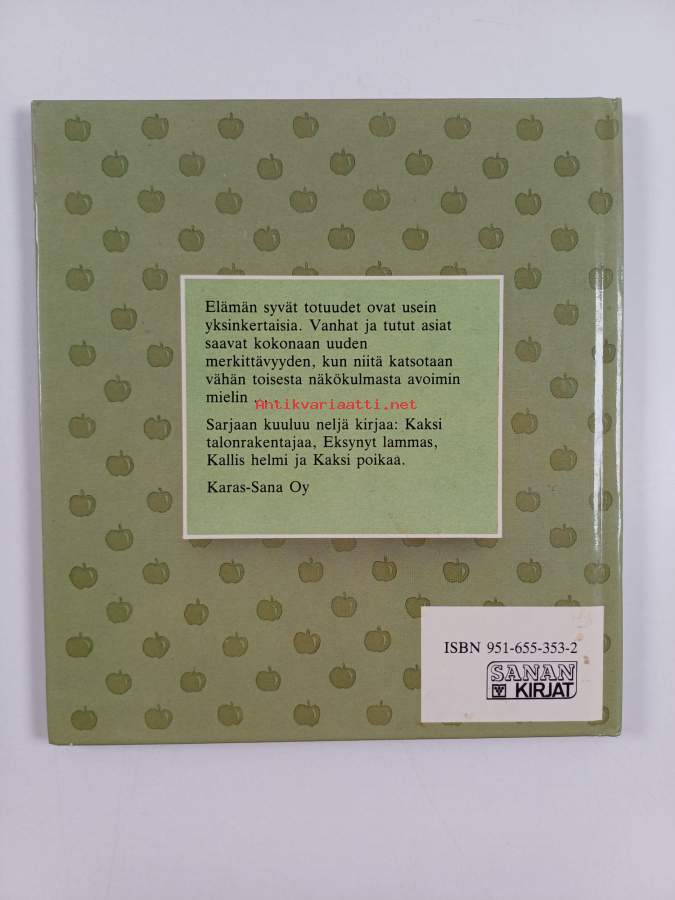 Elämän syvät totuudet ovat usein
yksinkertaisia. Vanhat ja tutut asiat
saavat kokonaan uuden
merkittävyyden, kun niitä katsotaan
vähän toisesta näkökulmasta avoimin
mielin ...
Antikvariaatti.net
Sarjaan kuuluu neljä kirjaa: Kaksi
talonrakentajaa, Eksynyt lammas,
Kallis helmi ja Kaksi poikaa.
Karas-Sana Oy
ISBN 951-655-353-2
SANAN
KIRJAT